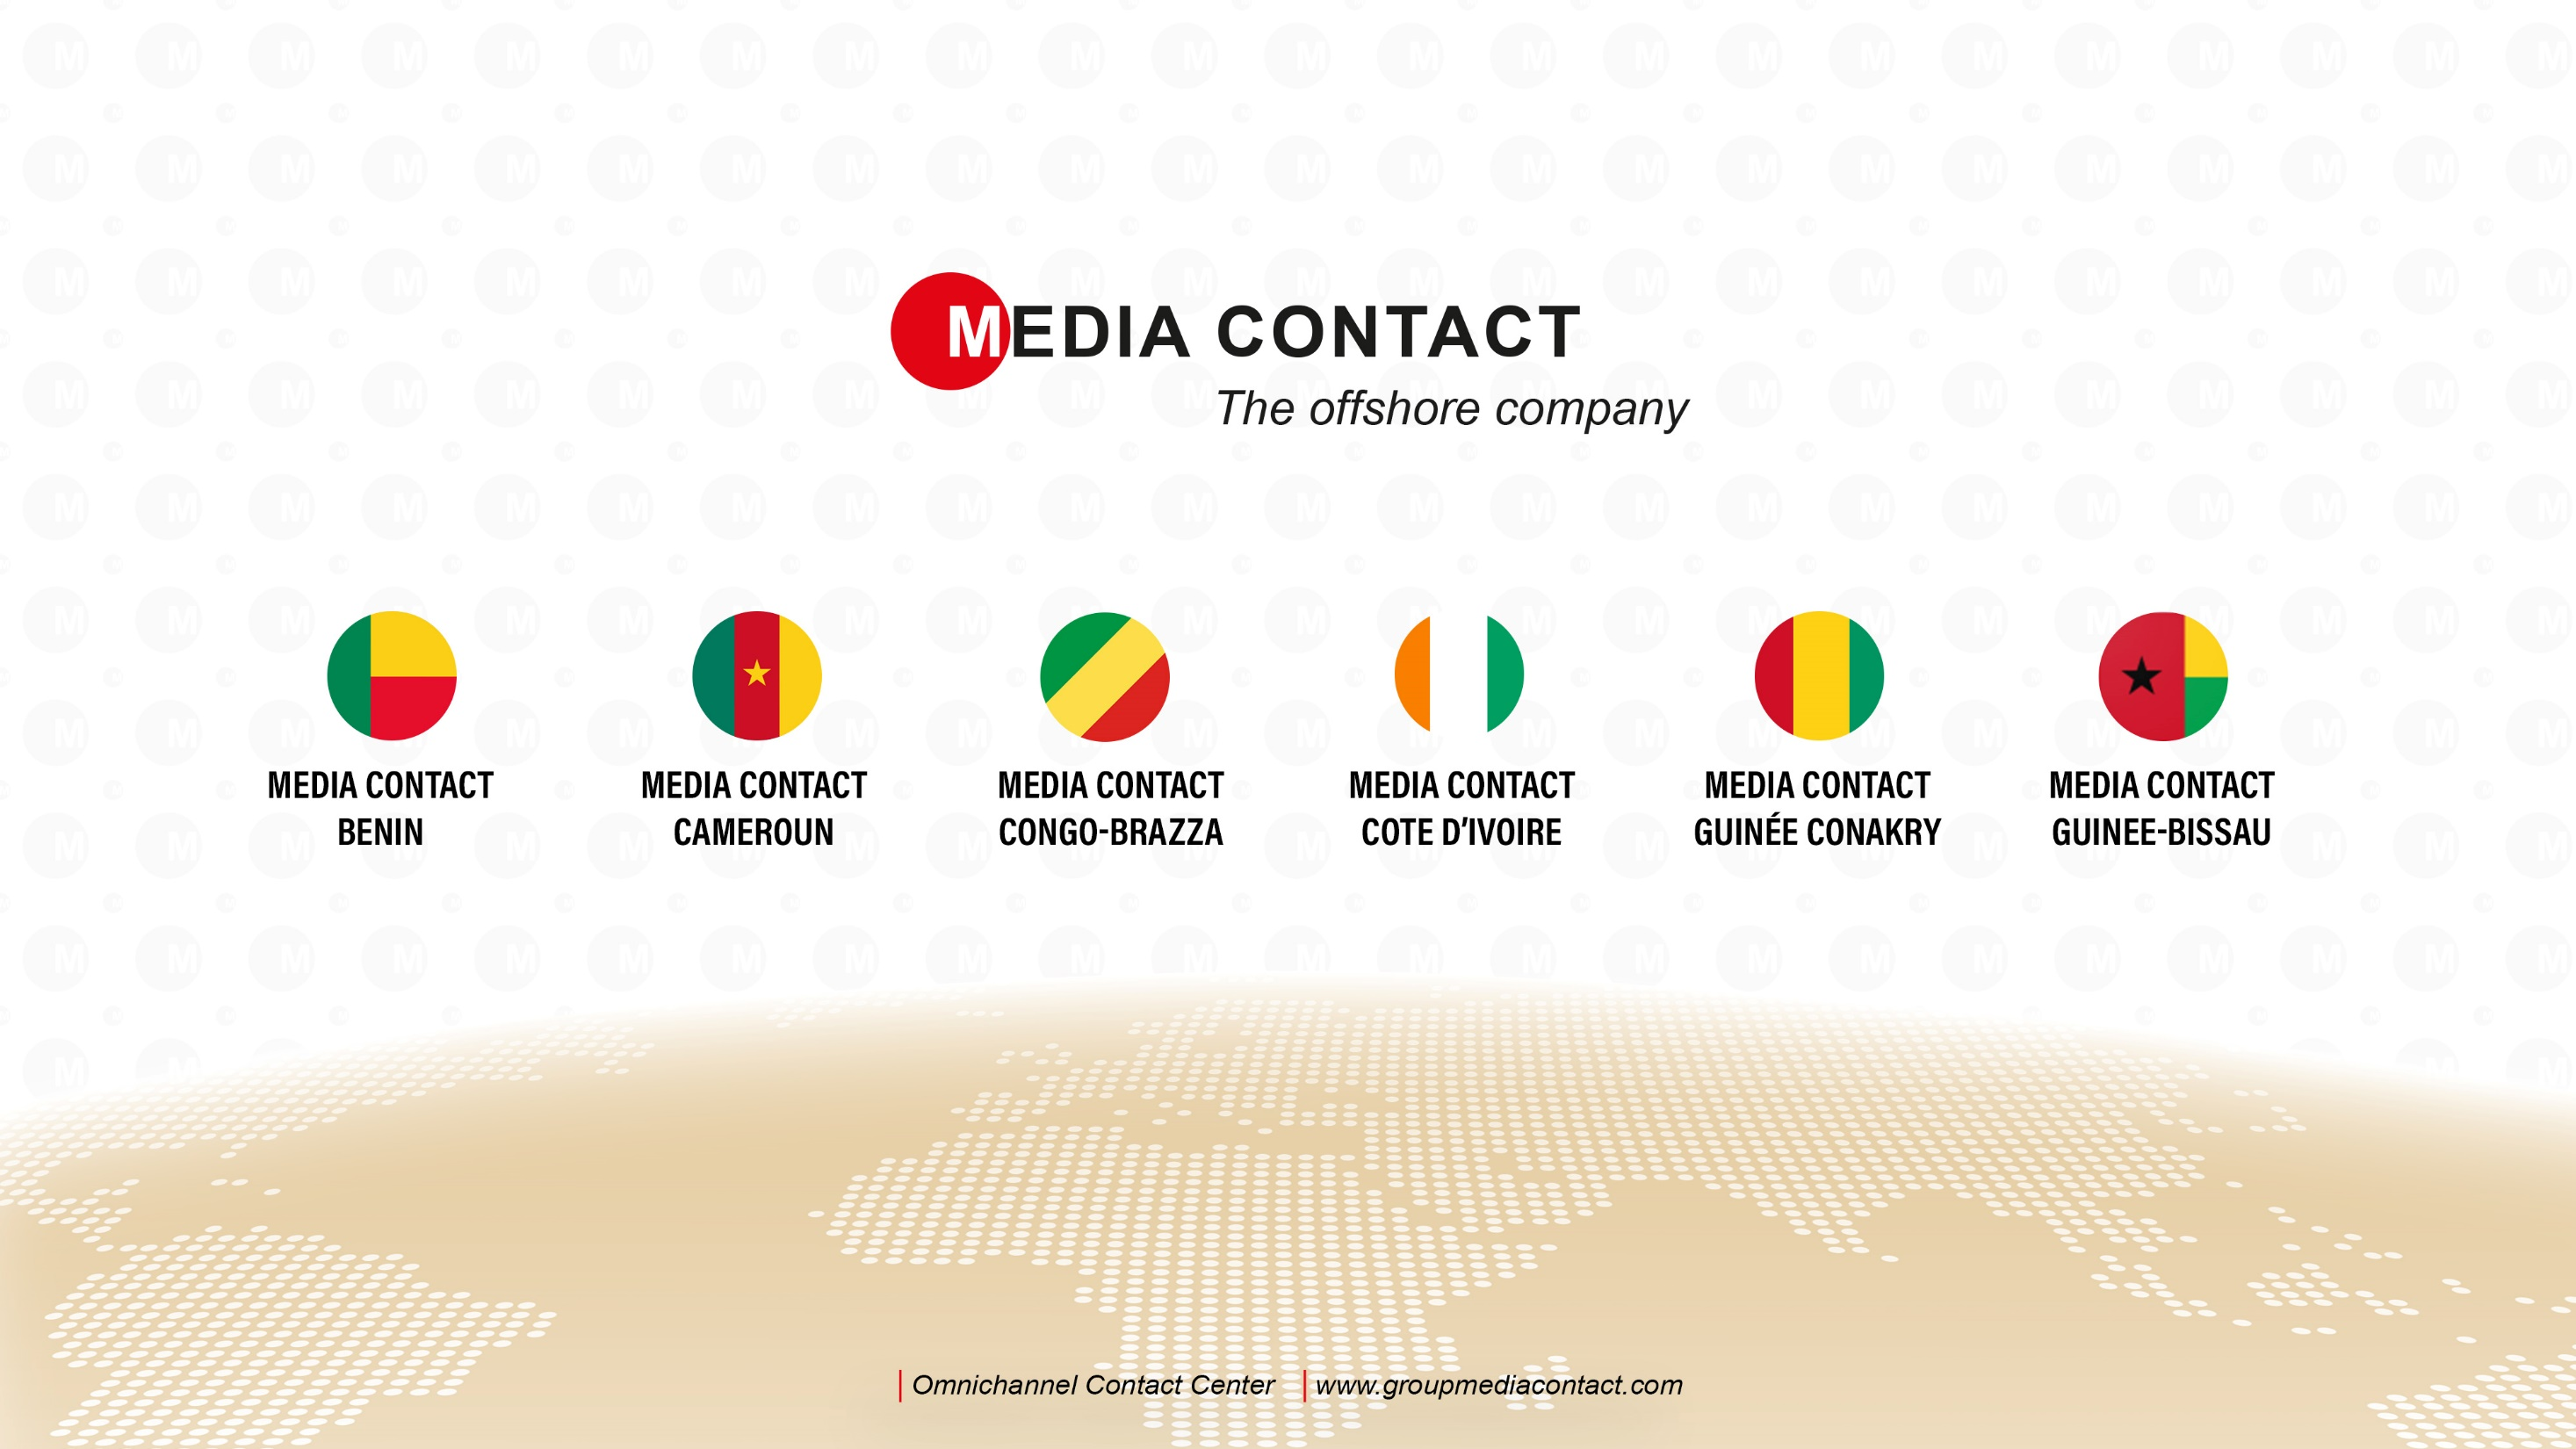 MEDIA CONTACT
The offshore company
MEDIA CONTACT
BENIN
MEDIA CONTACT
CAMEROUN
MEDIA CONTACT
CONGO-BRAZZA
MEDIA CONTACT
COTE D’IVOIRE
MEDIA CONTACT
GUINÉE CONAKRY
MEDIA CONTACT
GUINEE-BISSAU
Omnichannel Contact Center
www.groupmediacontact.com